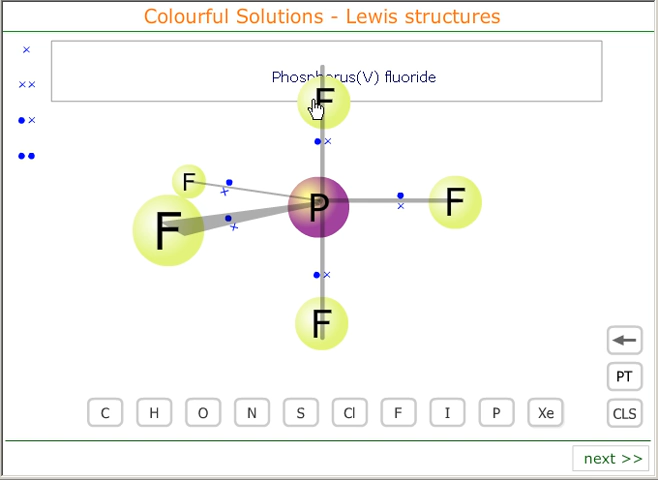 Colourful Solutions - Lewis structures
Phosphorus(V) fluoride
F
F
F
P
F
F
PT
C H O N S Cl F I P Xe CLS
next >>